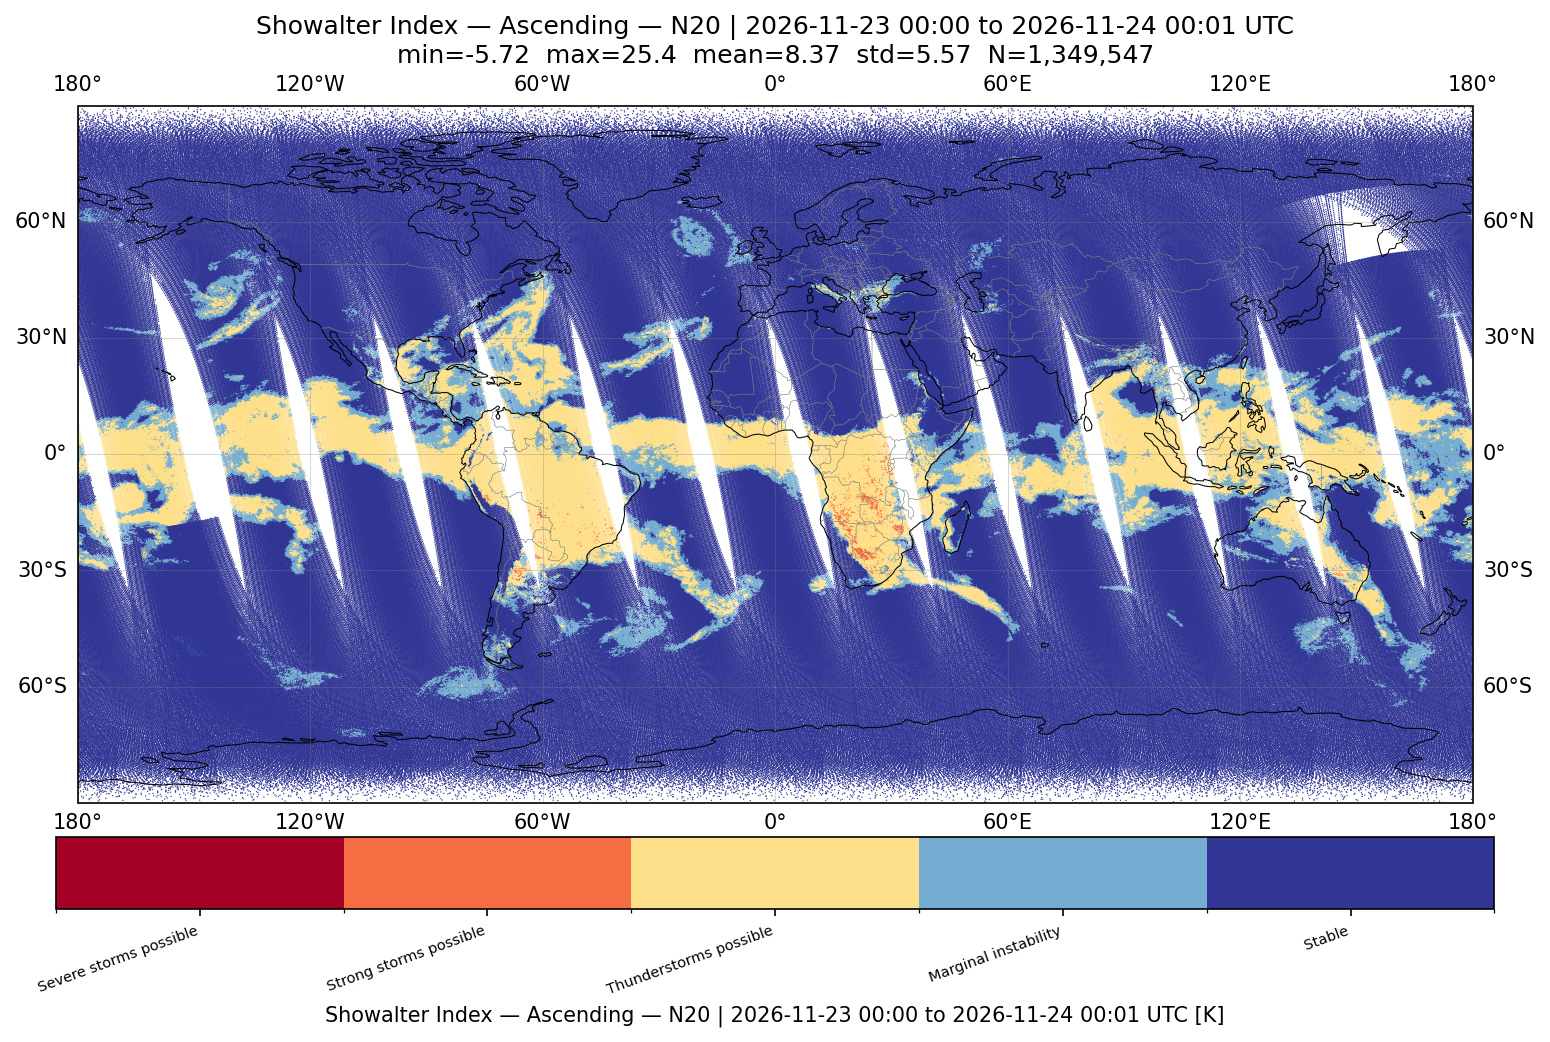 Showalter Index — Ascending — N20 | 2026-11-23 00:00 to 2026-11-24 00:01 UTC
min=-5.72 max=25.4 mean=8.37 std=5.57 N=1,349,547
180° 120°W 60°W 0° 60°E 120°E 180°
60°N 60°N
30°N 30°N
0° 0°
30°S 30°S
60°S 60°S
180° 120°W 60°W 0° 60°E 120°E 180°
Severe storms possible Strong storms possible Thunderstorms possible Marginal instability Stable
Showalter Index — Ascending — N20 | 2026-11-23 00:00 to 2026-11-24 00:01 UTC [K]